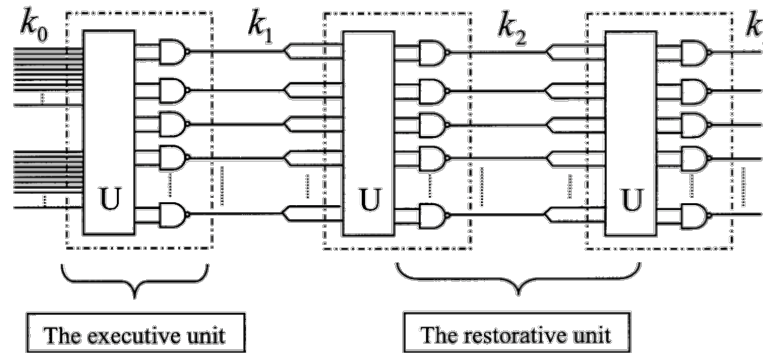 k₀ k₁ k₂ k
U U U
The executive unit
The restorative unit